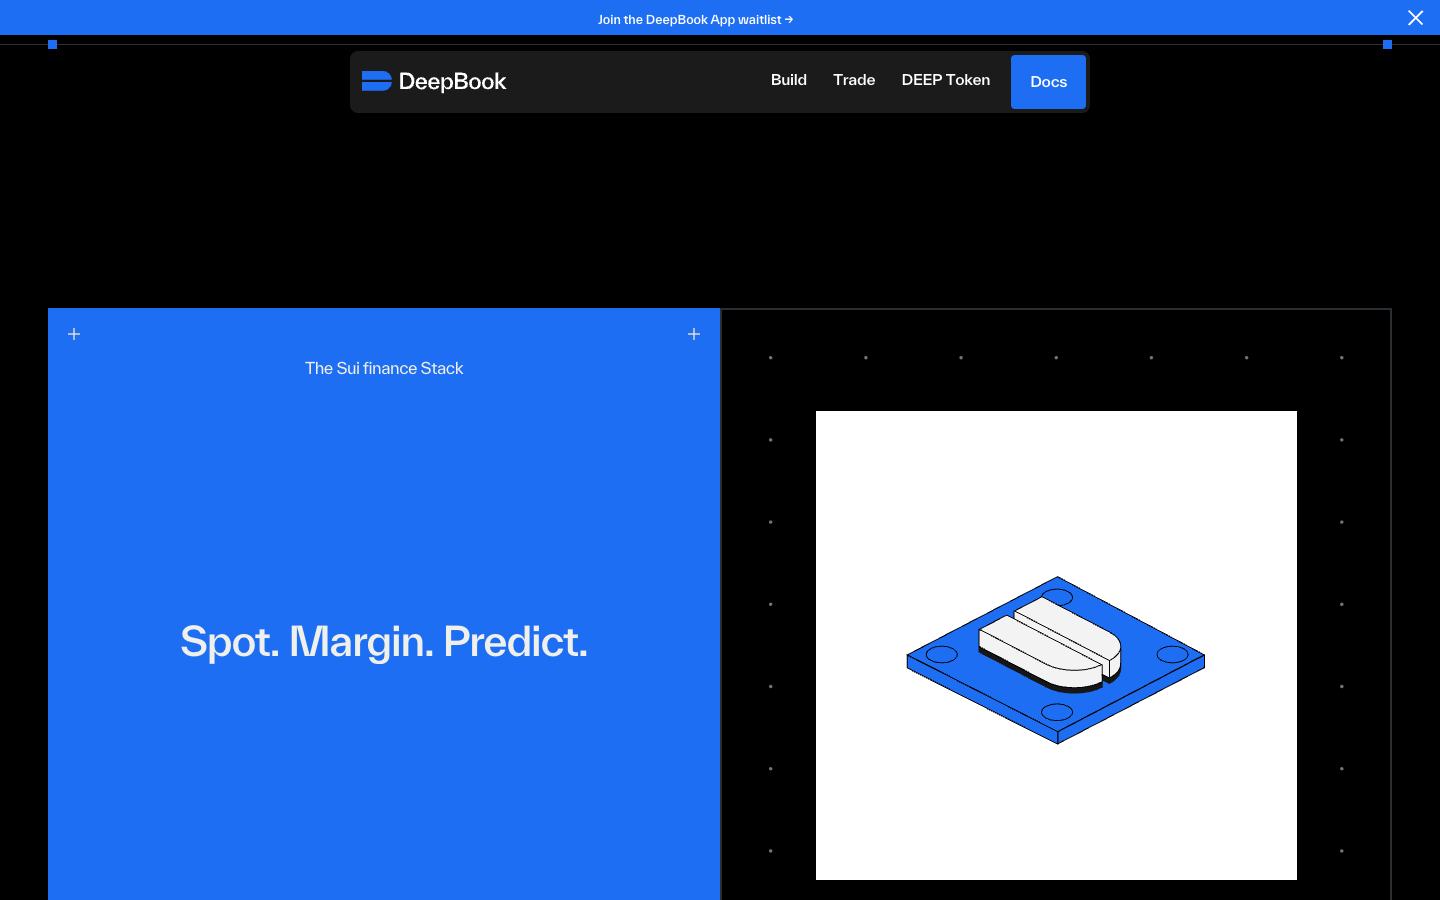 Join the DeepBook App waitlist →
DeepBook
Build
Trade
DEEP Token
Docs
The Sui finance Stack
Spot. Margin. Predict.